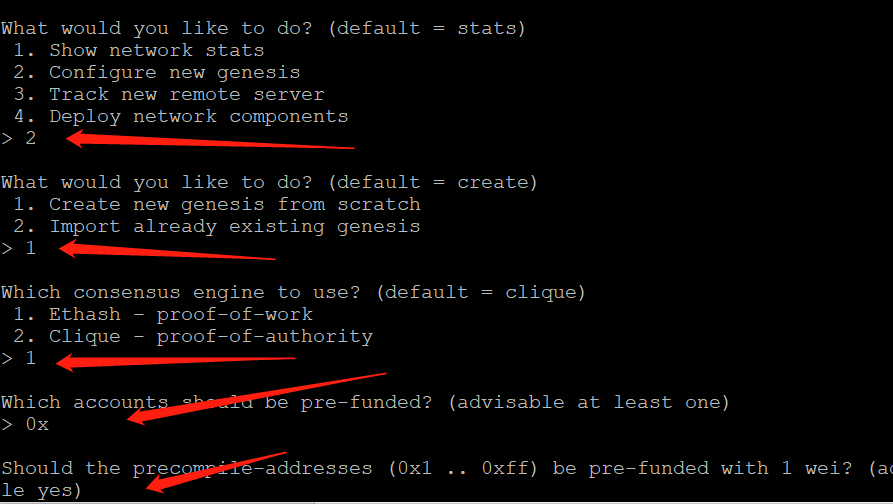 What would you like to do? (default = stats)
1. Show network stats
2. Configure new genesis
3. Track new remote server
4. Deploy network components
> 2
What would you like to do? (default = create)
1. Create new genesis from scratch
2. Import already existing genesis
> 1
Which consensus engine to use? (default = clique)
1. Ethash - proof-of-work
2. Clique - proof-of-authority
> 1
Which accounts should be pre-funded? (advisable at least one)
> 0x
Should the precompile-addresses (0x1 .. 0xff) be pre-funded with 1 wei? (ad
le yes)